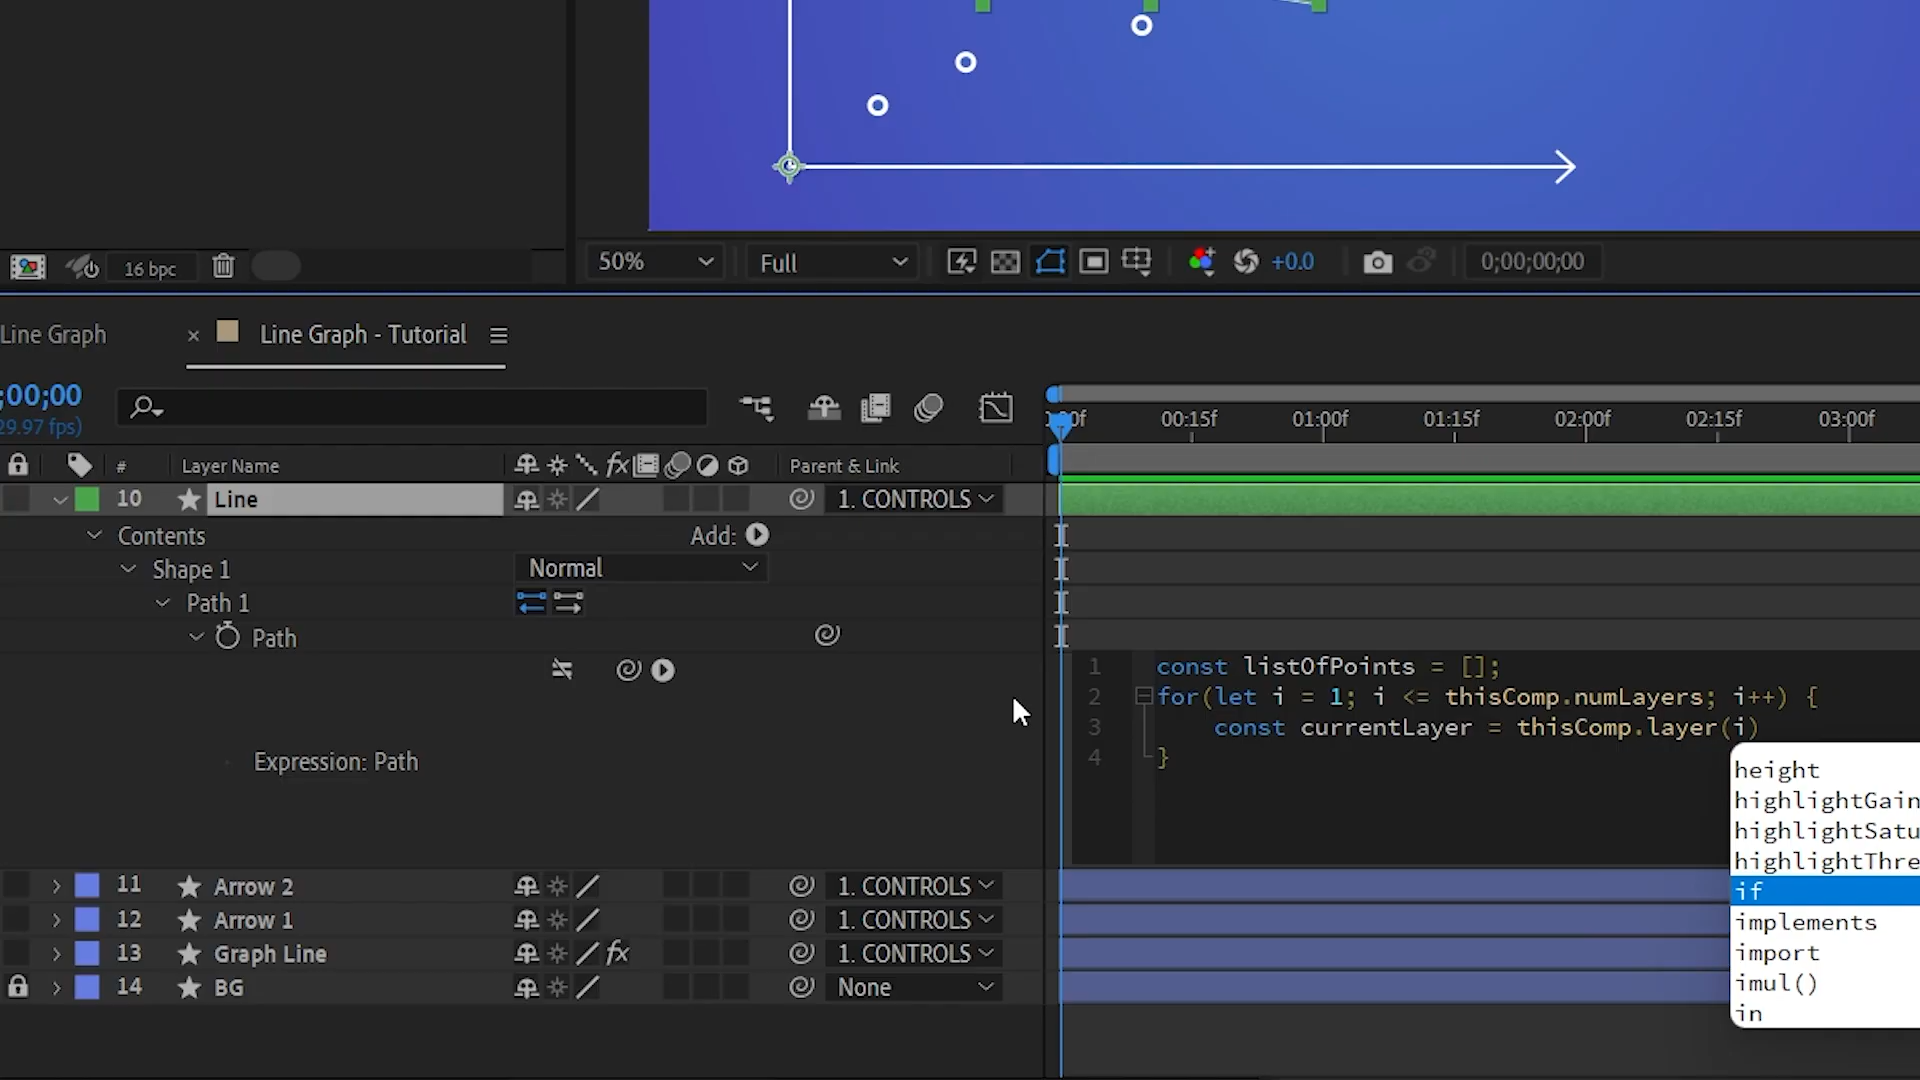 16 bpc
50%
Full
+0.0
0;00;00;00
Line Graph
× Line Graph - Tutorial
;00;00
29.97 fps)
00:15f 01:00f 01:15f 02:00f 02:15f 03:00f
# Layer Name fx Parent & Link
10 Line 1. CONTROLS
Contents Add:
Shape 1 Normal
Path 1
Path
Expression: Path
1 const listOfPoints = [];
2 for(let i = 1; i <= thisComp.numLayers; i++) {
3 const currentLayer = thisComp.layer(i)
4 }
height
highlightGain
highlightSatu
highlightThre
if
implements
import
imul()
in
11 Arrow 2 1. CONTROLS
12 Arrow 1 1. CONTROLS
13 Graph Line fx 1. CONTROLS
14 BG None